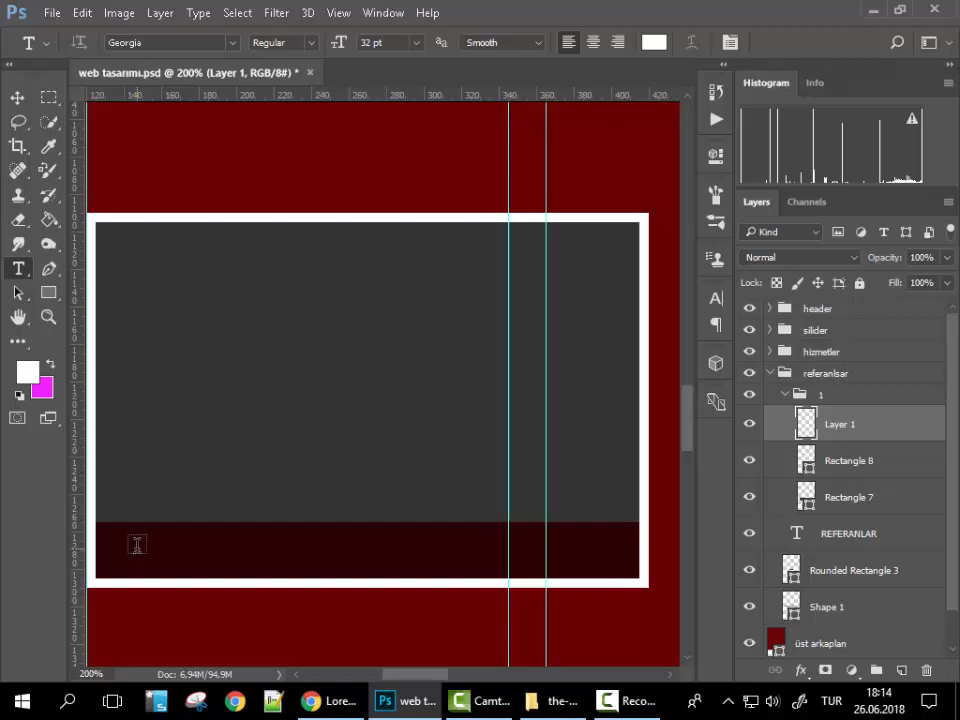 Ps File Edit Image Layer Type Select Filter 3D View Window Help
T Georgia Regular 32 pt aa Smooth
web tasarımı.psd @ 200% (Layer 1, RGB/8#) * ×
120 140 160 180 200 220 240 260 280 300 320 340 360 380 400 420
Histogram Info
Layers Channels
Kind
Normal Opacity: 100%
Lock: Fill: 100%
header
silider
hizmetler
referanlsar
1
Layer 1
Rectangle 8
Rectangle 7
T REFERANLAR
Rounded Rectangle 3
Shape 1
üst arkaplan
200% Doc: 6,94M/94,9M
Lore... web t... Camt... the-... Reco... TUR 18:14
26.06.2018